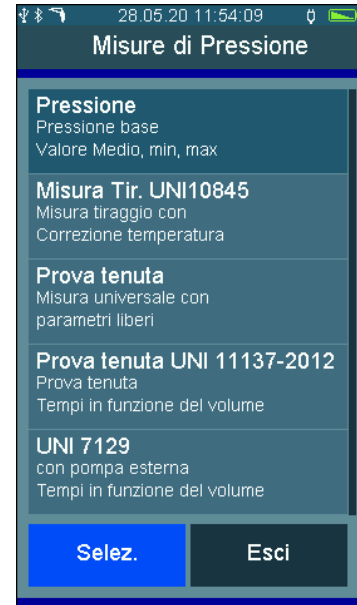 28.05.20 11:54:09
Misure di Pressione
Pressione
Pressione base
Valore Medio, min, max
Misura Tir. UNI10845
Misura tiraggio con
Correzione temperatura
Prova tenuta
Misura universale con
parametri liberi
Prova tenuta UNI 11137-2012
Prova tenuta
Tempi in funzione del volume
UNI 7129
con pompa esterna
Tempi in funzione del volume
Selez. Esci